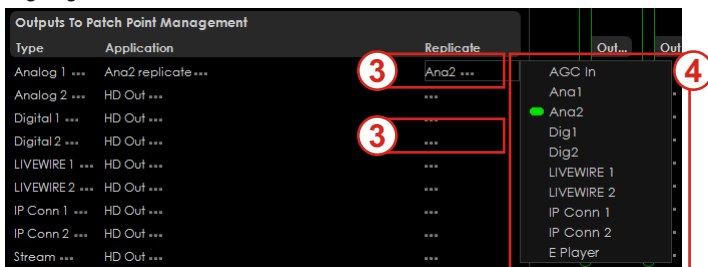 Outputs To Patch Point Management
Type Application Replicate Out... Out
Analog 1 ... Ana2 replicate ... 3 Ana2 ... AGC In 4
Analog 2 ... HD Out ... ... Ana1
Digital 1 ... HD Out ... ... Ana2
Digital 2 ... HD Out ... 3 ... Dig1
Dig2
LIVEWIRE 1 ... HD Out ... ... LIVEWIRE 1
LIVEWIRE 2 ... HD Out ... ... LIVEWIRE 2
IP Conn 1 ... HD Out ... ... IP Conn 1
IP Conn 2 ... HD Out ... ... IP Conn 2
Stream ... HD Out ... ... E Player